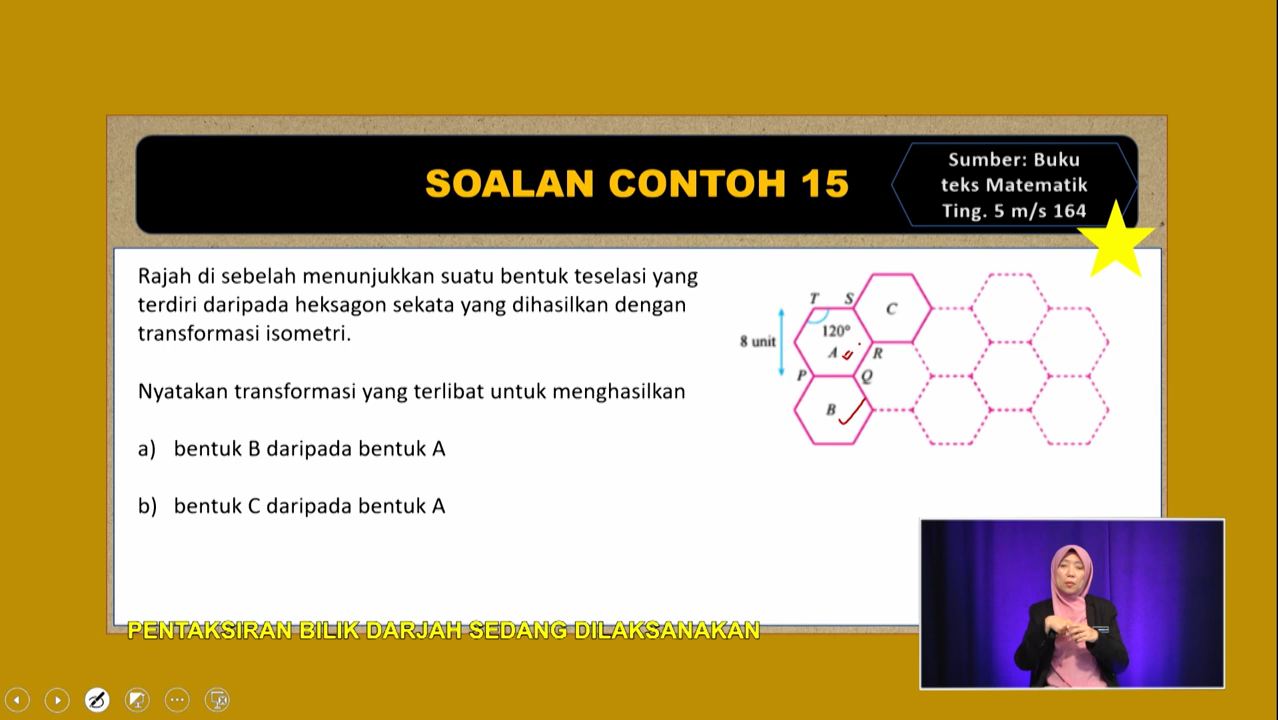 SOALAN CONTOH 15
Sumber: Buku
teks Matematik
Ting. 5 m/s 164
Rajah di sebelah menunjukkan suatu bentuk teselasi yang
terdiri daripada heksagon sekata yang dihasilkan dengan
transformasi isometri.
Nyatakan transformasi yang terlibat untuk menghasilkan
a) bentuk B daripada bentuk A
b) bentuk C daripada bentuk A
T S
C
120°
8 unit
A R
P Q
B
PENTAKSIRAN BILIK DARJAH SEDANG DILAKSANAKAN